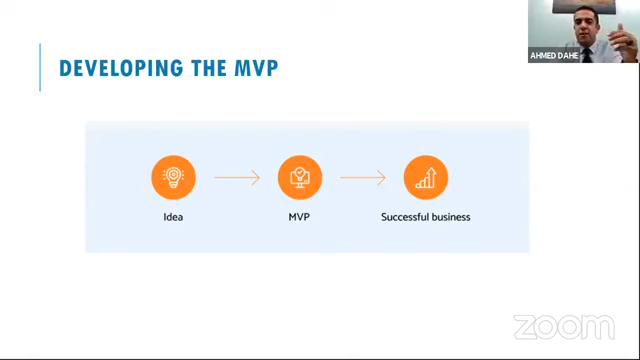 DEVELOPING THE MVP
AHMED DAHE
Idea
MVP
Successful business
zoom